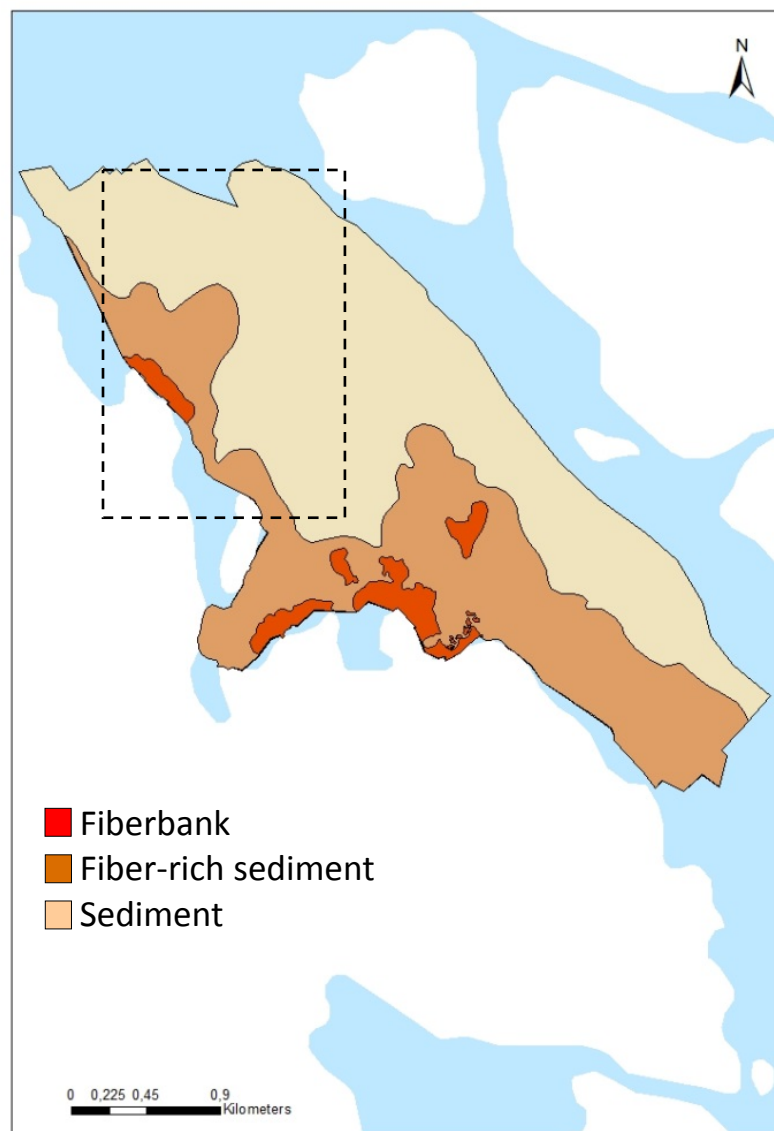 N
Fiberbank
Fiber-rich sediment
Sediment
0 0,225 0,45 0,9
Kilometers